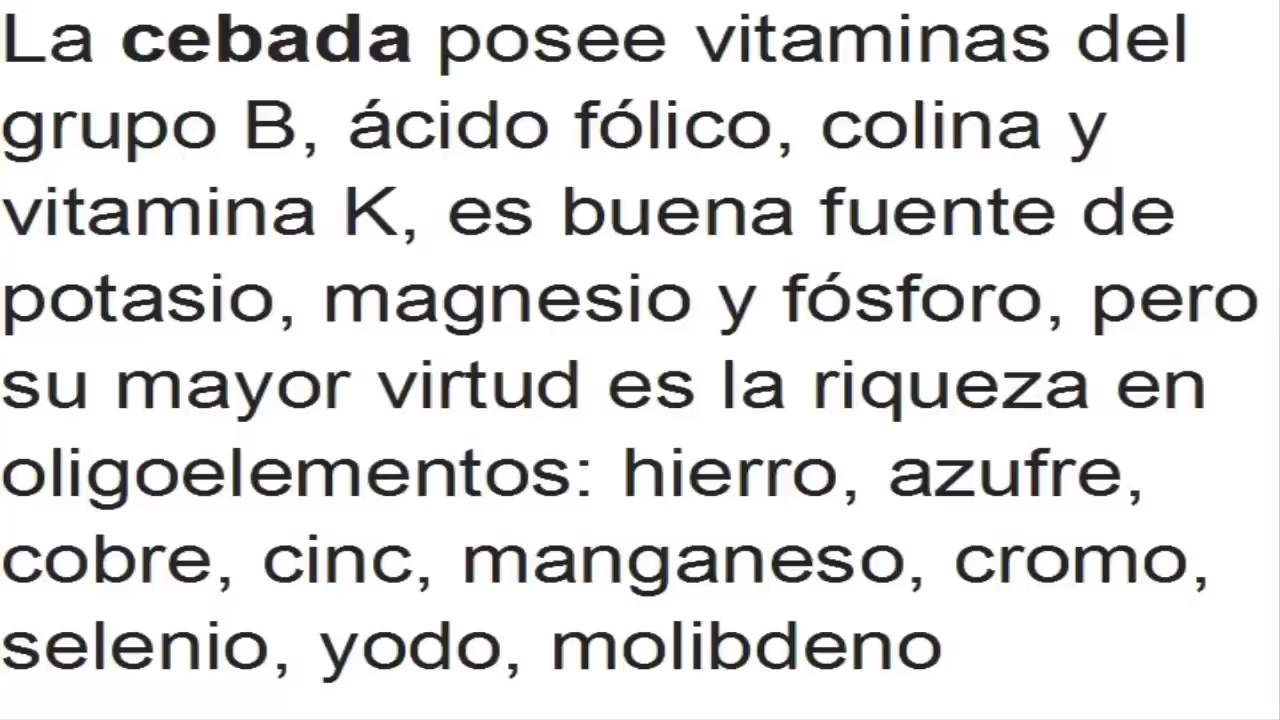 La cebada posee vitaminas del
grupo B, ácido fólico, colina y
vitamina K, es buena fuente de
potasio, magnesio y fósforo, pero
su mayor virtud es la riqueza en
oligoelementos: hierro, azufre,
cobre, cinc, manganeso, cromo,
selenio, yodo, molibdeno